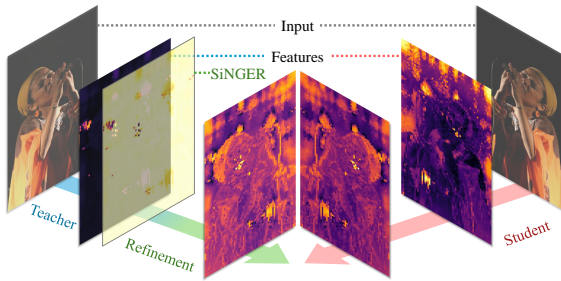 Input
Features
SiNGER
Teacher
Refinement
Student